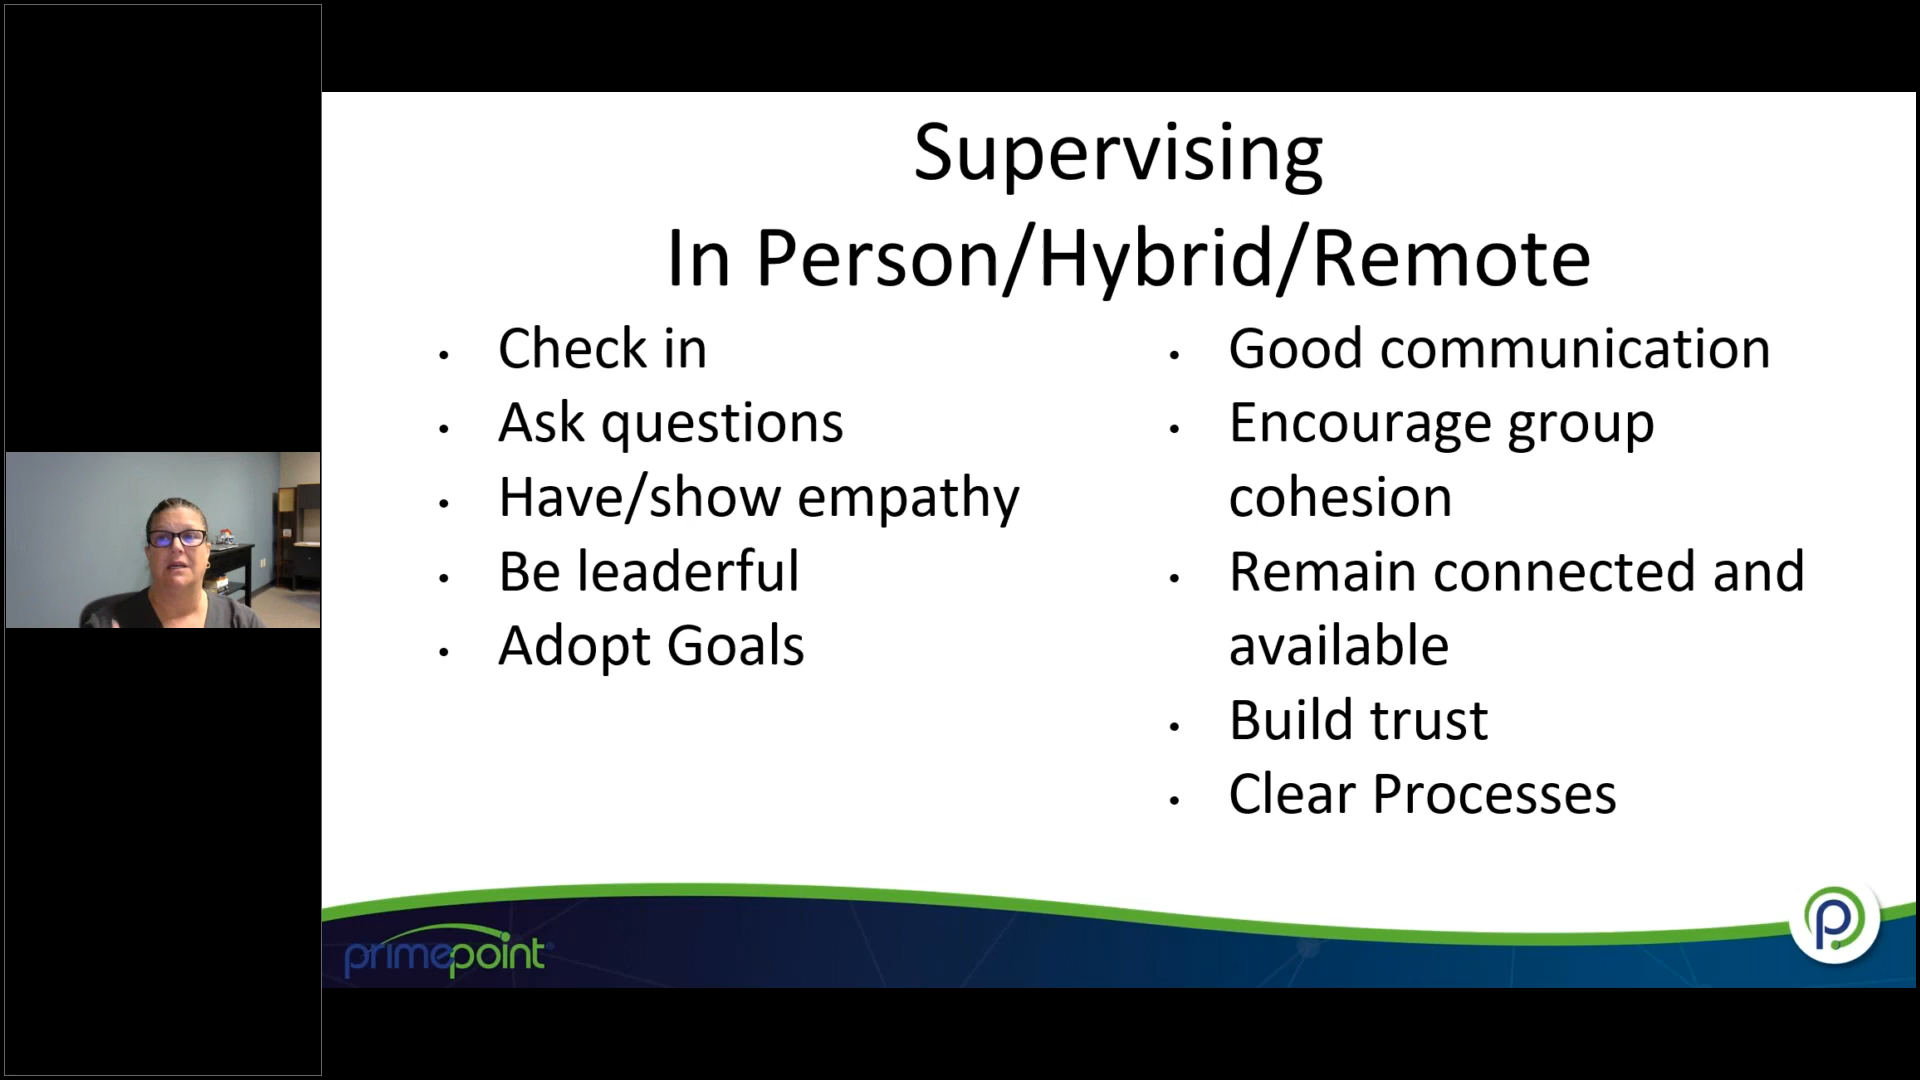 Supervising
In Person/Hybrid/Remote
• Check in
• Ask questions
• Have/show empathy
• Be leaderful
• Adopt Goals
• Good communication
• Encourage group
cohesion
• Remain connected and
available
• Build trust
• Clear Processes
primepoint®
p